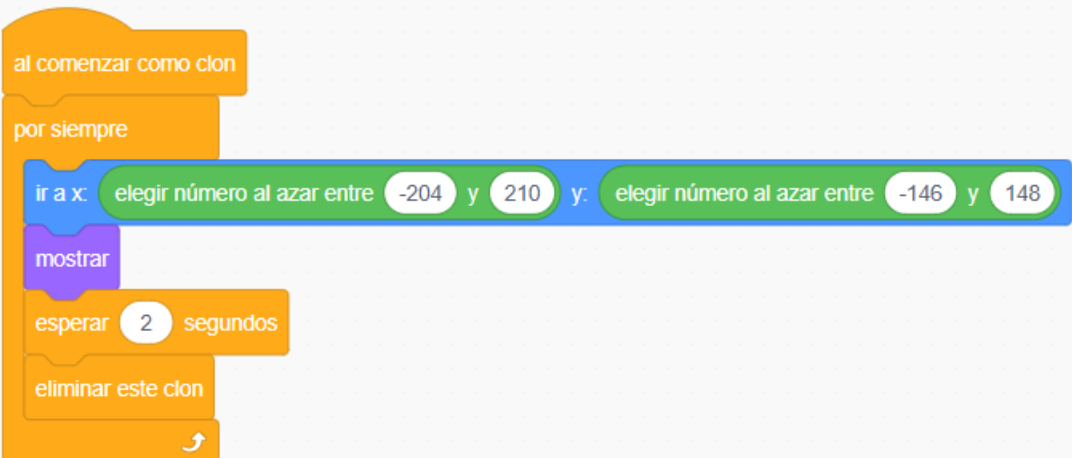 al comenzar como clon
por siempre
ir a x: elegir número al azar entre -204 y 210 y: elegir número al azar entre -146 y 148
mostrar
esperar 2 segundos
eliminar este clon